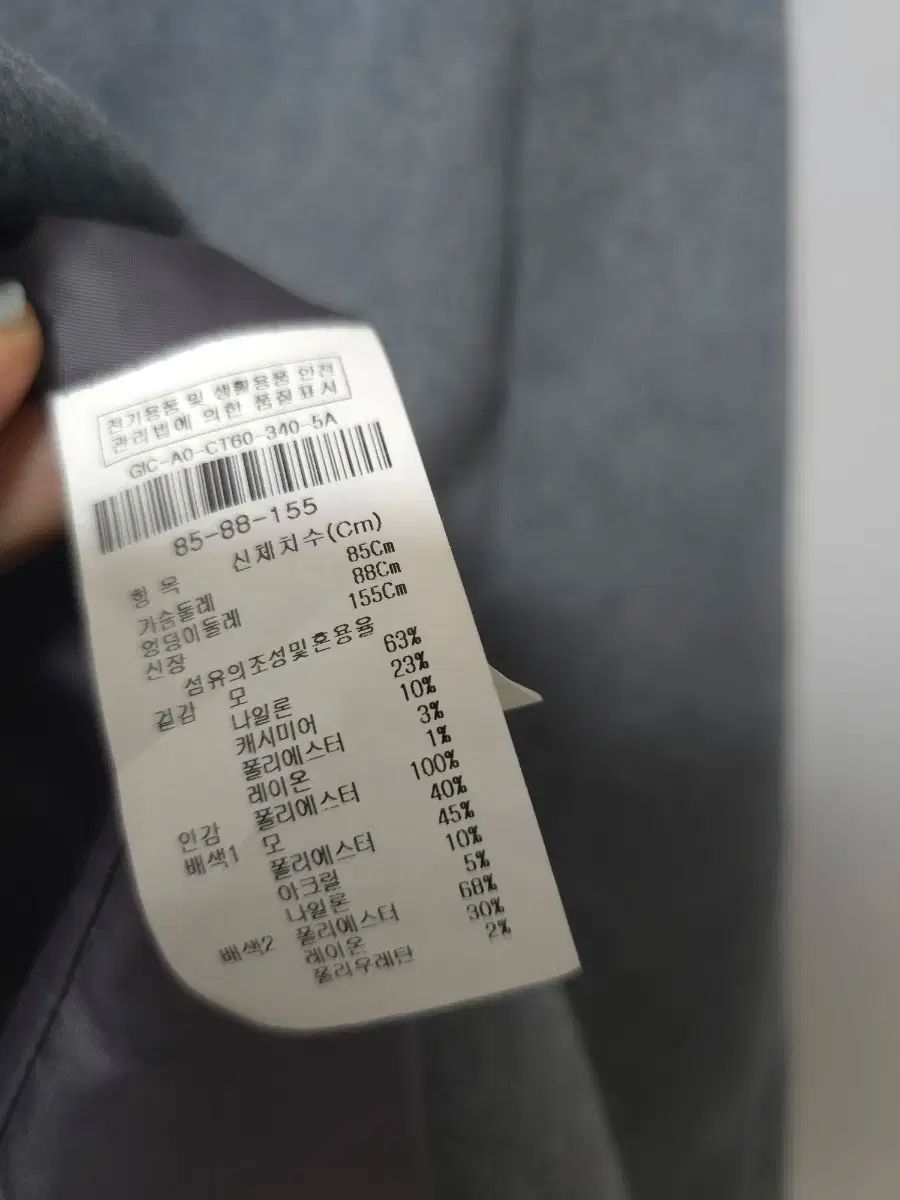 전기용품 및 생활용품 안전
관리법에 의한 품질 표시
GIC-A0-CT60-340-5A
85-88-155
항 목 신체치수(Cm)
가슴둘레 85Cm
엉덩이둘레 88Cm
신장 155Cm
섬유의조성및혼용율
겉감 모 63%
나일론 23%
캐시미어 10%
폴리에스터 3%
레이온 1%
안감 폴리에스터 100%
배색1 모 40%
폴리에스터 45%
아크릴 10%
나일론 5%
배색2 폴리에스터 68%
레이온 30%
폴리우레탄 2%